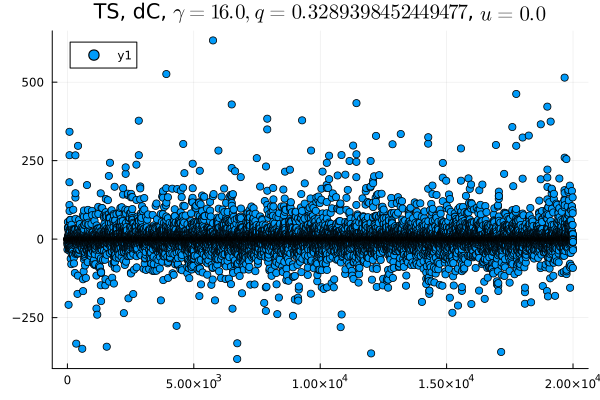 TS, dC, γ = 16.0, q = 0.3289398452449477, u = 0.0
y1
500
250
0
−250
0 5.00×10³ 1.00×10⁴ 1.50×10⁴ 2.00×10⁴